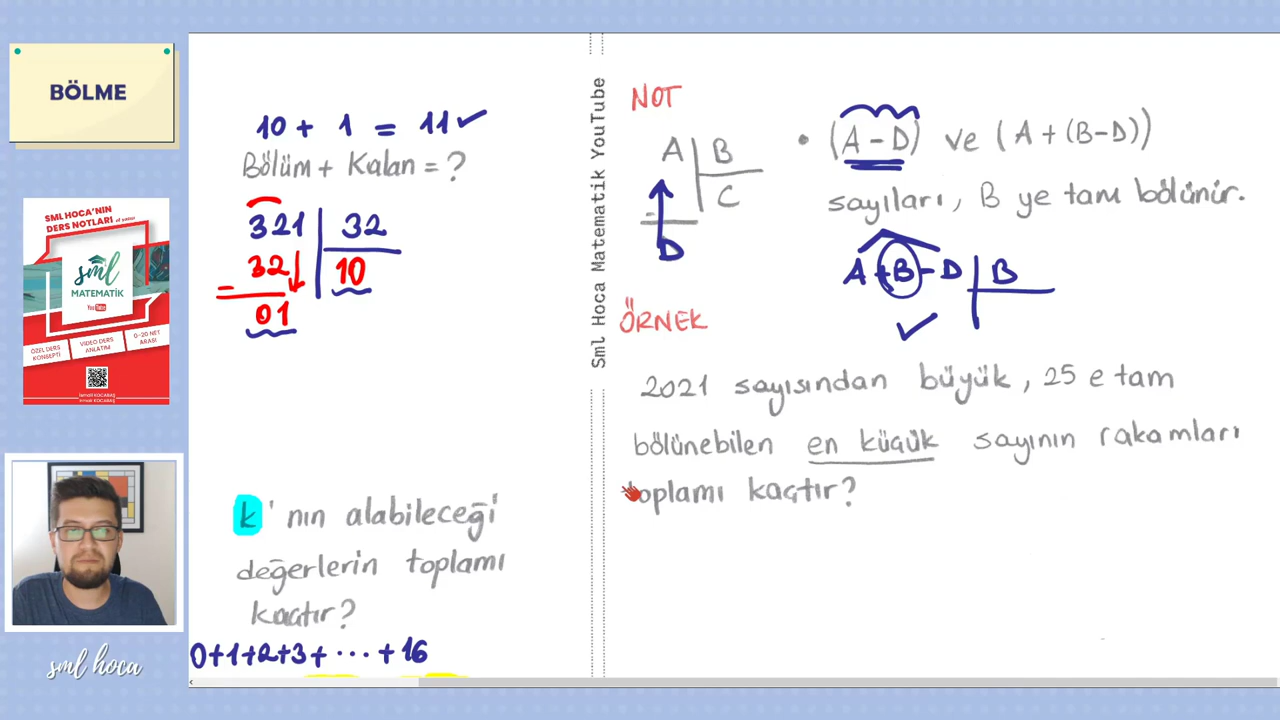 BÖLME
SML HOCA'NIN
DERS NOTLARI
sml
MATEMATİK
YouTube
ÖZEL DERS
KONSEPTİ
VİDEO DERS
ANLATIM
0-20 NET
ARASI
sml hoca
10 + 1 = 11 ✓
Bölüm + Kalan = ?
321 | 32
32 | 10
01
k'nın alabileceği
değerlerin toplamı
kaçtır?
0+1+2+3+ ... +16
Sml Hoca Matematik YouTube
NOT
A | B
C
D
• (A-D) ve (A+(B-D))
sayıları, B ye tam bölünür.
A+B-D | B
✓
ÖRNEK
2021 sayısından büyük, 25 e tam
bölünebilen en küçük sayının rakamları
toplamı kaçtır?